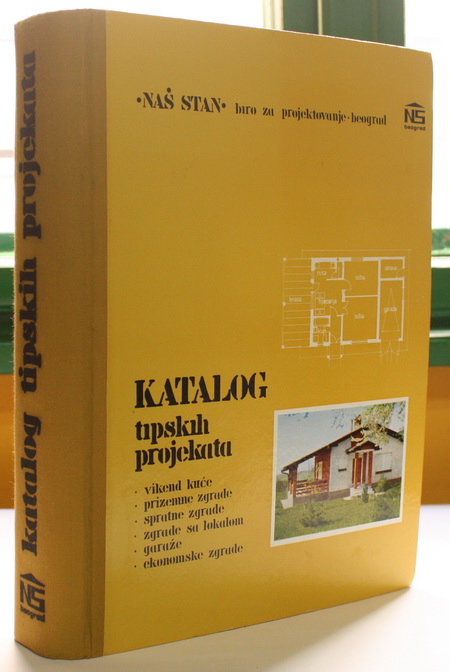 •NAŠ STAN• biro za projektovanje•beograd
NS
beograd
KATALOG
tipskih
projekata
· vikend kuće
· prizemne zgrade
· spratne zgrade
· zgrade sa lokalom
· garaže
· ekonomske zgrade
katalog tipskih projekata
NS
beograd